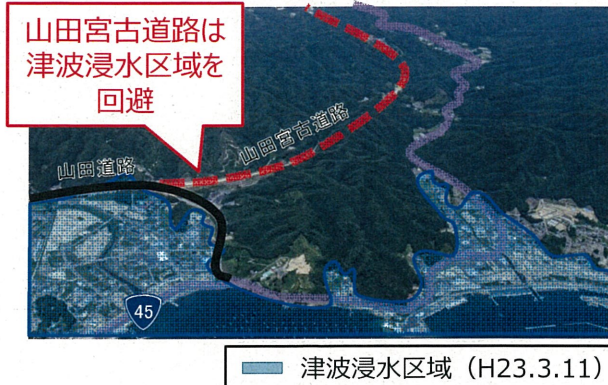 山田宮古道路は
津波浸水区域を
回避
山田宮古道路
山田道路
45
津波浸水区域（H23.3.11）